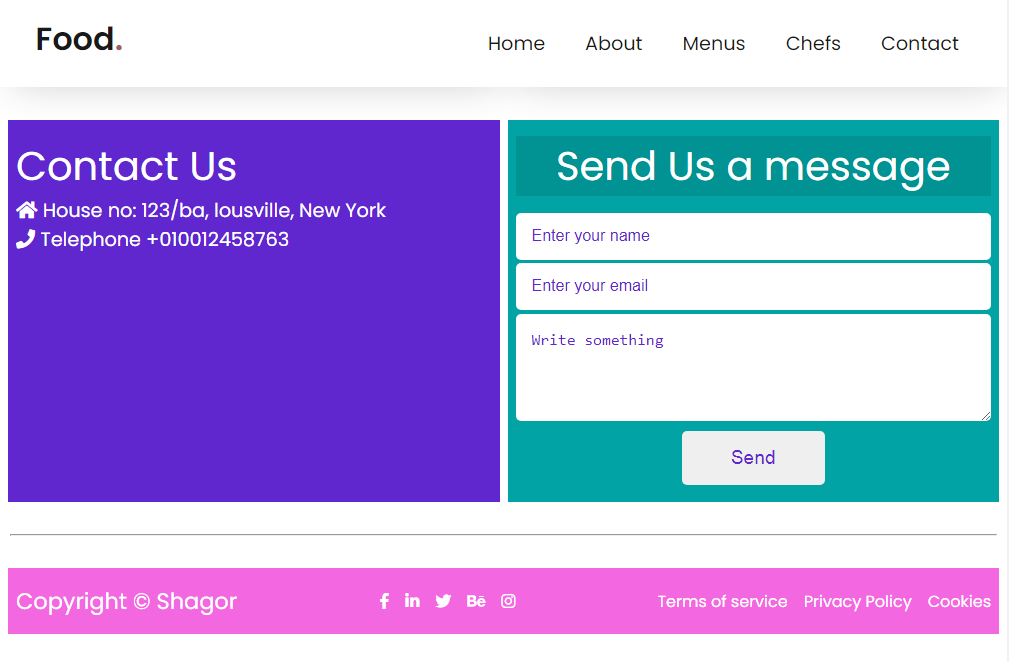 Food.
Home About Menus Chefs Contact
Contact Us
House no: 123/ba, lousville, New York
Telephone +010012458763
Send Us a message
Enter your name
Enter your email
Write something
Send
Copyright © Shagor
Terms of service Privacy Policy Cookies